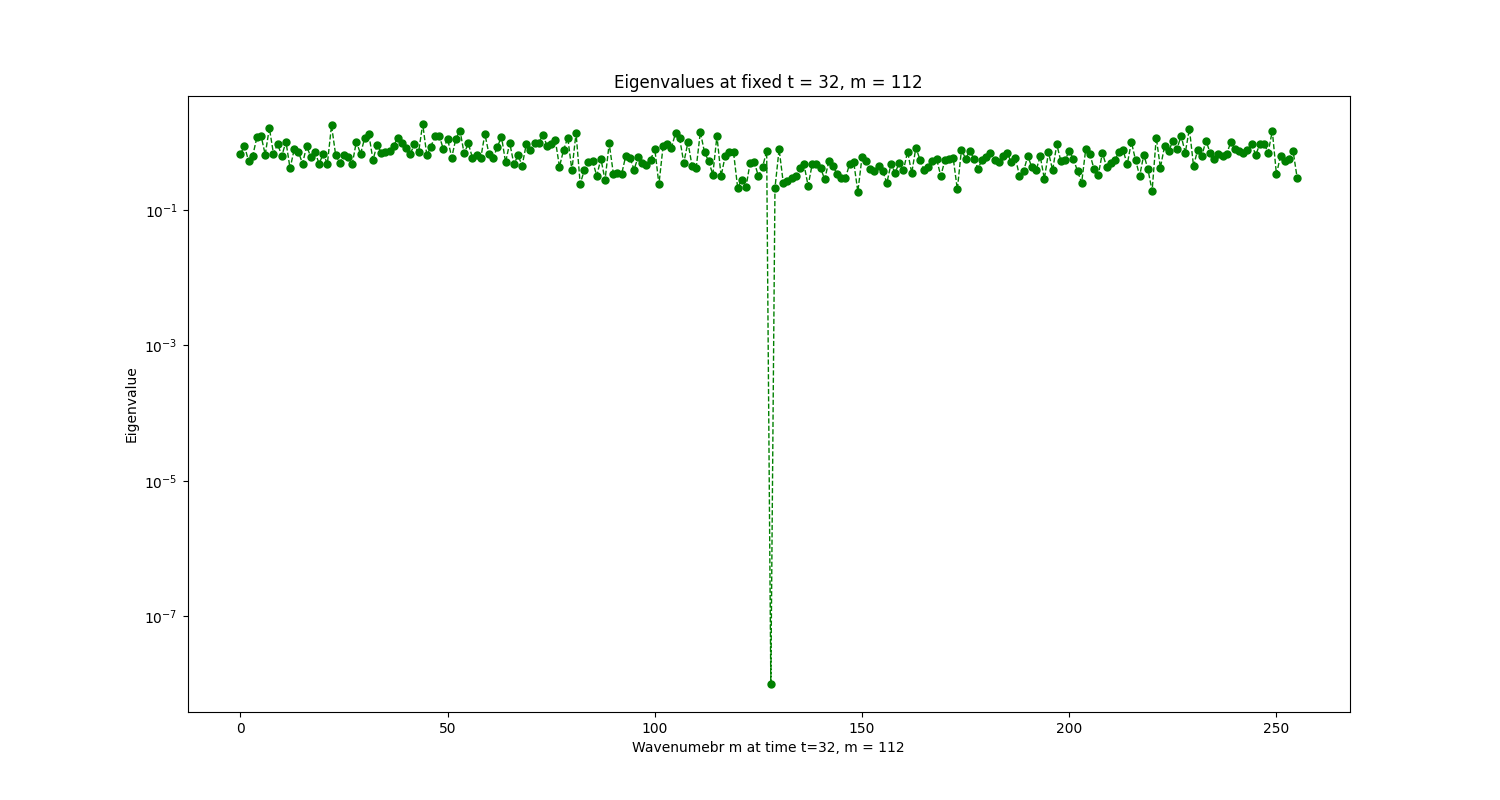 Eigenvalues at fixed t = 32, m = 112
Eigenvalue
10⁻¹
10⁻³
10⁻⁵
10⁻⁷
0 50 100 150 200 250
Wavenumebr m at time t=32, m = 112